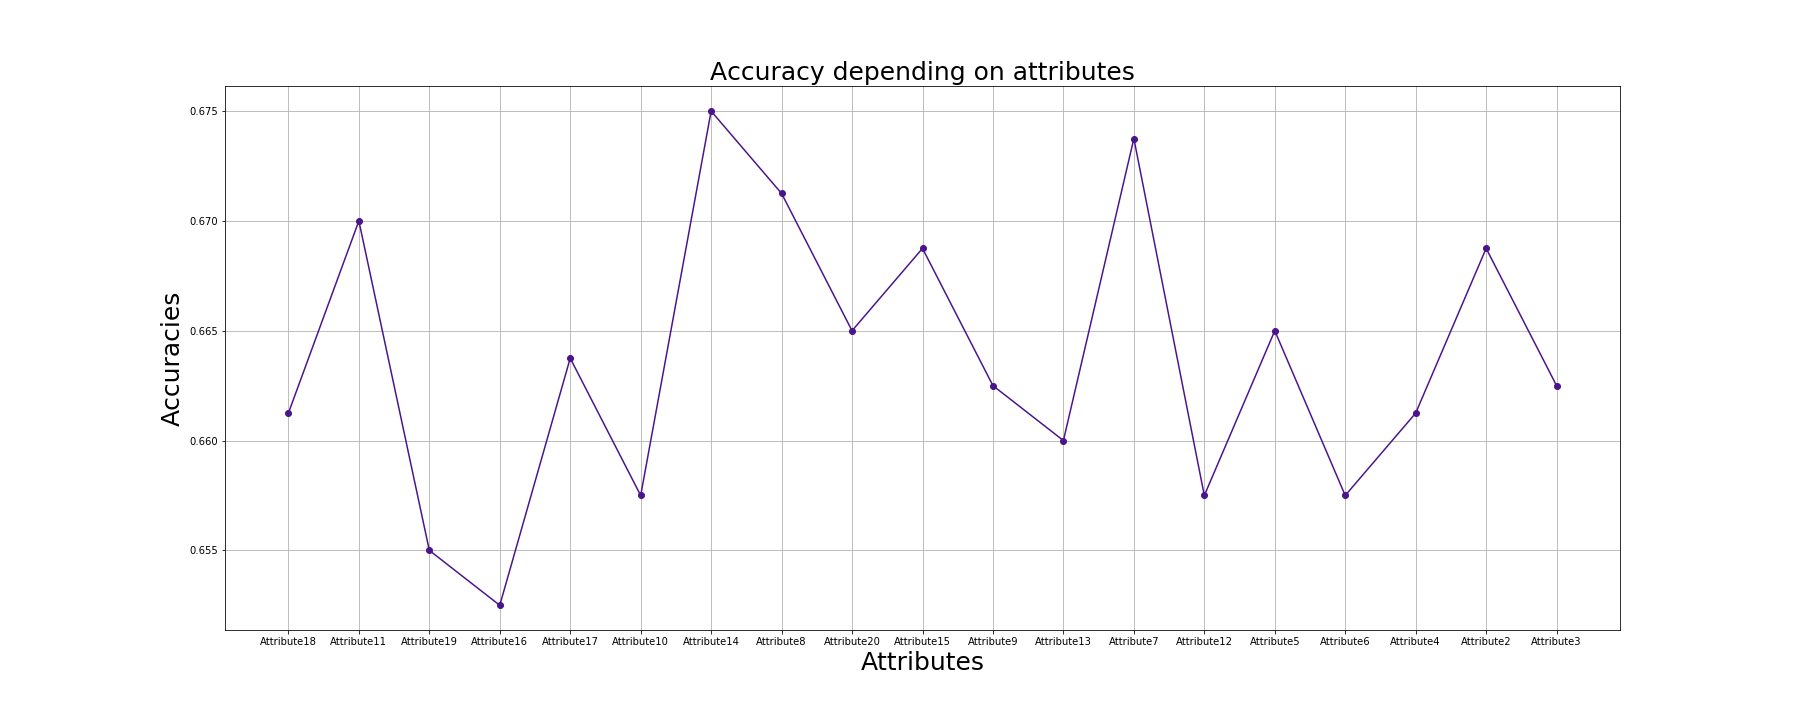 Accuracy depending on attributes
0.675
0.670
0.665
0.660
0.655
Accuracies
Attribute18 Attribute11 Attribute19 Attribute16 Attribute17 Attribute10 Attribute14 Attribute8 Attribute20 Attribute15 Attribute9 Attribute13 Attribute7 Attribute12 Attribute5 Attribute6 Attribute4 Attribute2 Attribute3
Attributes